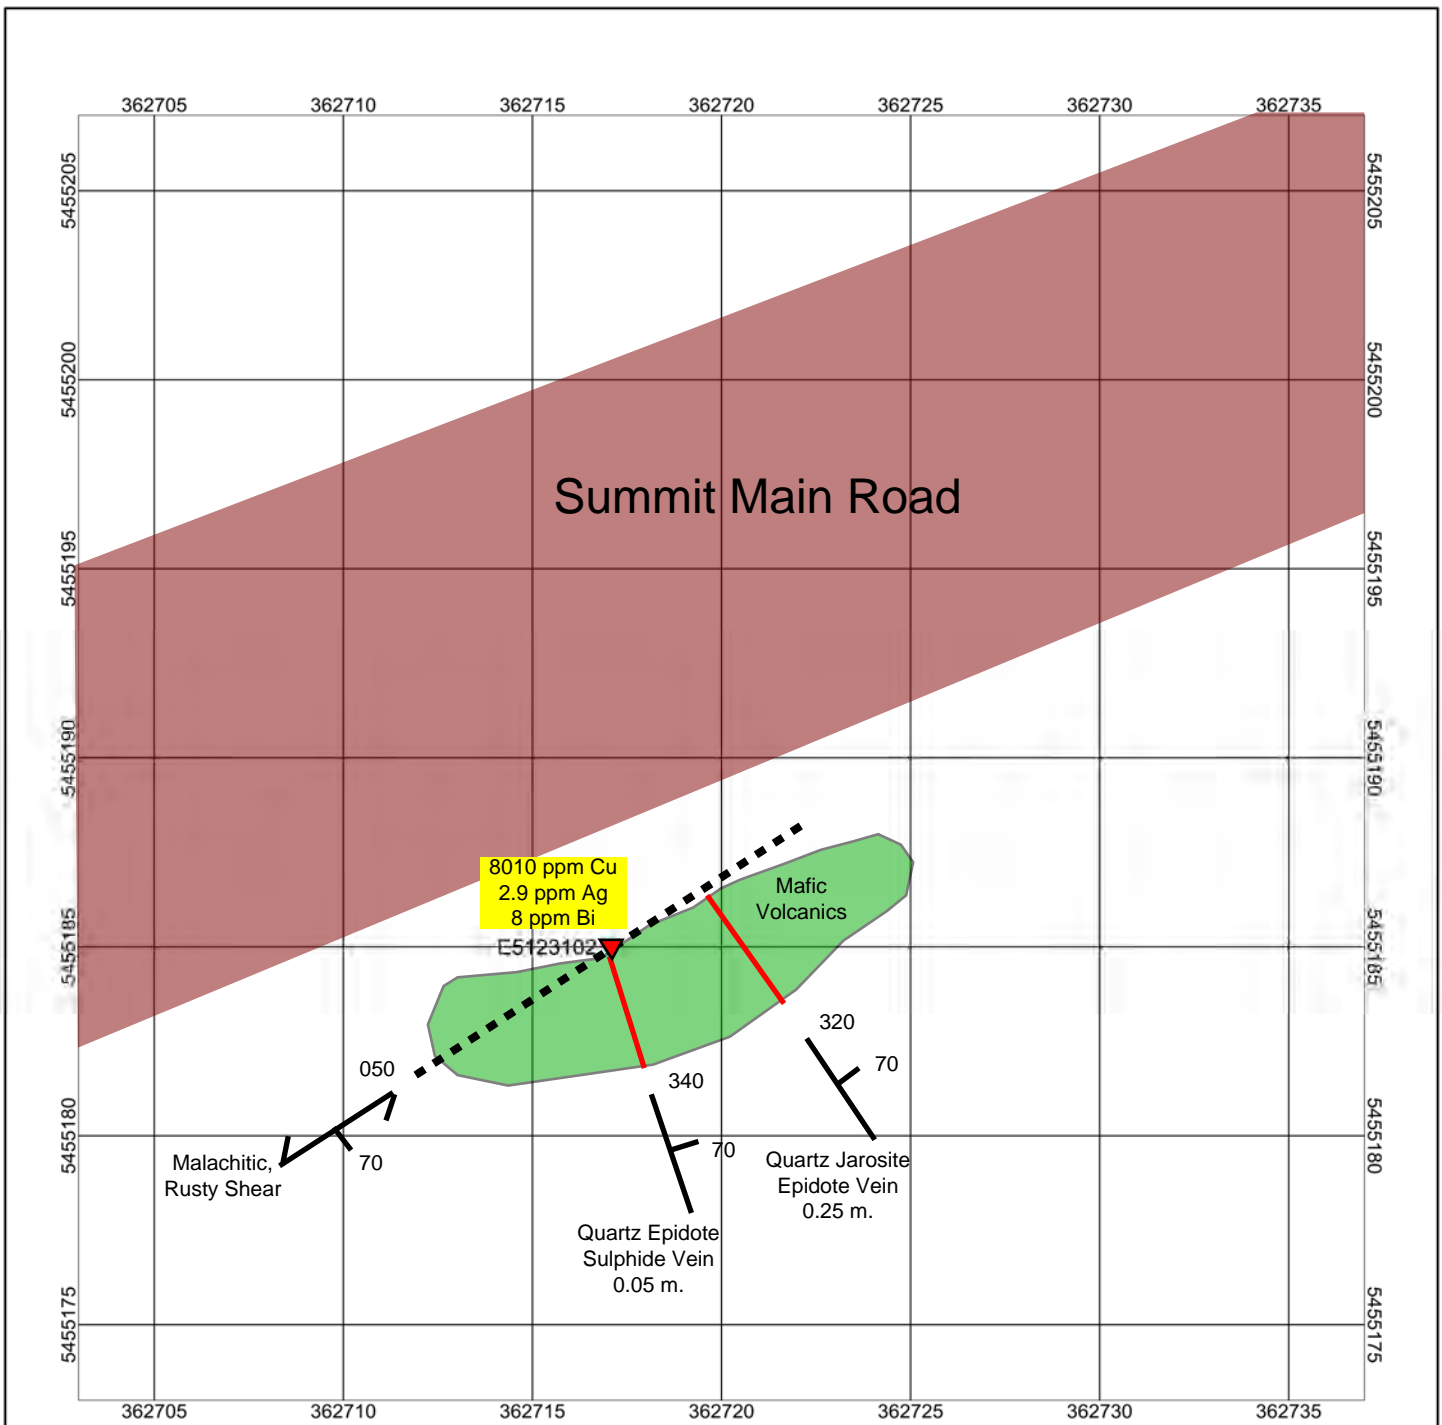 362705 362710 362715 362720 362725 362730 362735
5455205 5455205
5455200 5455200
Summit Main Road
5455195 5455195
5455190 5455190
8010 ppm Cu
2.9 ppm Ag
8 ppm Bi
Mafic
Volcanics
5455185 E5123102 5455185
320
050
70
340
5455180 5455180
70
70
Malachitic,
Rusty Shear
Quartz Jarosite
Epidote Vein
0.25 m.
Quartz Epidote
Sulphide Vein
0.05 m.
5455175 5455175
362705 362710 362715 362720 362725 362730 362735